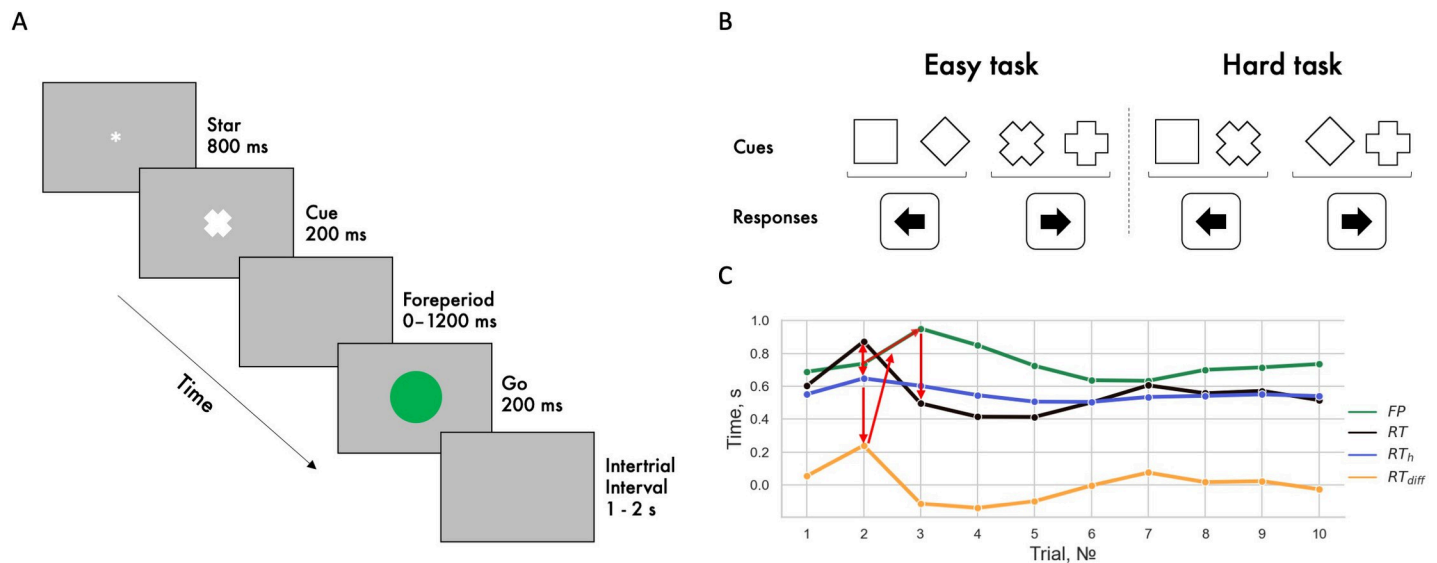 A
*
Star
800 ms
Cue
200 ms
Foreperiod
0–1200 ms
Go
200 ms
Intertrial
Interval
1 - 2 s
Time
B
Easy task
Hard task
Cues
Responses
C
Time, s
1.0
0.8
0.6
0.4
0.2
0.0
1 2 3 4 5 6 7 8 9 10
Trial, №
FP
RT
RTh
RTdiff